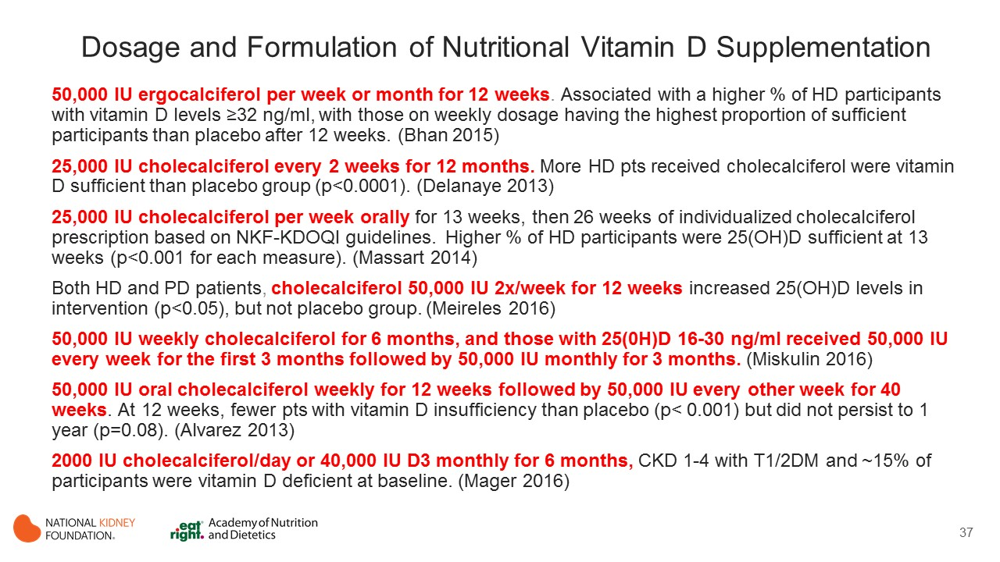 Dosage and Formulation of Nutritional Vitamin D Supplementation
50,000 IU ergocalciferol per week or month for 12 weeks. Associated with a higher % of HD participants
with vitamin D levels ≥32 ng/ml, with those on weekly dosage having the highest proportion of sufficient
participants than placebo after 12 weeks. (Bhan 2015)
25,000 IU cholecalciferol every 2 weeks for 12 months. More HD pts received cholecalciferol were vitamin
D sufficient than placebo group (p<0.0001). (Delanaye 2013)
25,000 IU cholecalciferol per week orally for 13 weeks, then 26 weeks of individualized cholecalciferol
prescription based on NKF-KDOQI guidelines. Higher % of HD participants were 25(OH)D sufficient at 13
weeks (p<0.001 for each measure). (Massart 2014)
Both HD and PD patients, cholecalciferol 50,000 IU 2x/week for 12 weeks increased 25(OH)D levels in
intervention (p<0.05), but not placebo group. (Meireles 2016)
50,000 IU weekly cholecalciferol for 6 months, and those with 25(0H)D 16-30 ng/ml received 50,000 IU
every week for the first 3 months followed by 50,000 IU monthly for 3 months. (Miskulin 2016)
50,000 IU oral cholecalciferol weekly for 12 weeks followed by 50,000 IU every other week for 40
weeks. At 12 weeks, fewer pts with vitamin D insufficiency than placebo (p< 0.001) but did not persist to 1
year (p=0.08). (Alvarez 2013)
2000 IU cholecalciferol/day or 40,000 IU D3 monthly for 6 months, CKD 1-4 with T1/2DM and ~15% of
participants were vitamin D deficient at baseline. (Mager 2016)
NATIONAL KIDNEY
FOUNDATION®
eat®
right.
Academy of Nutrition
and Dietetics
37